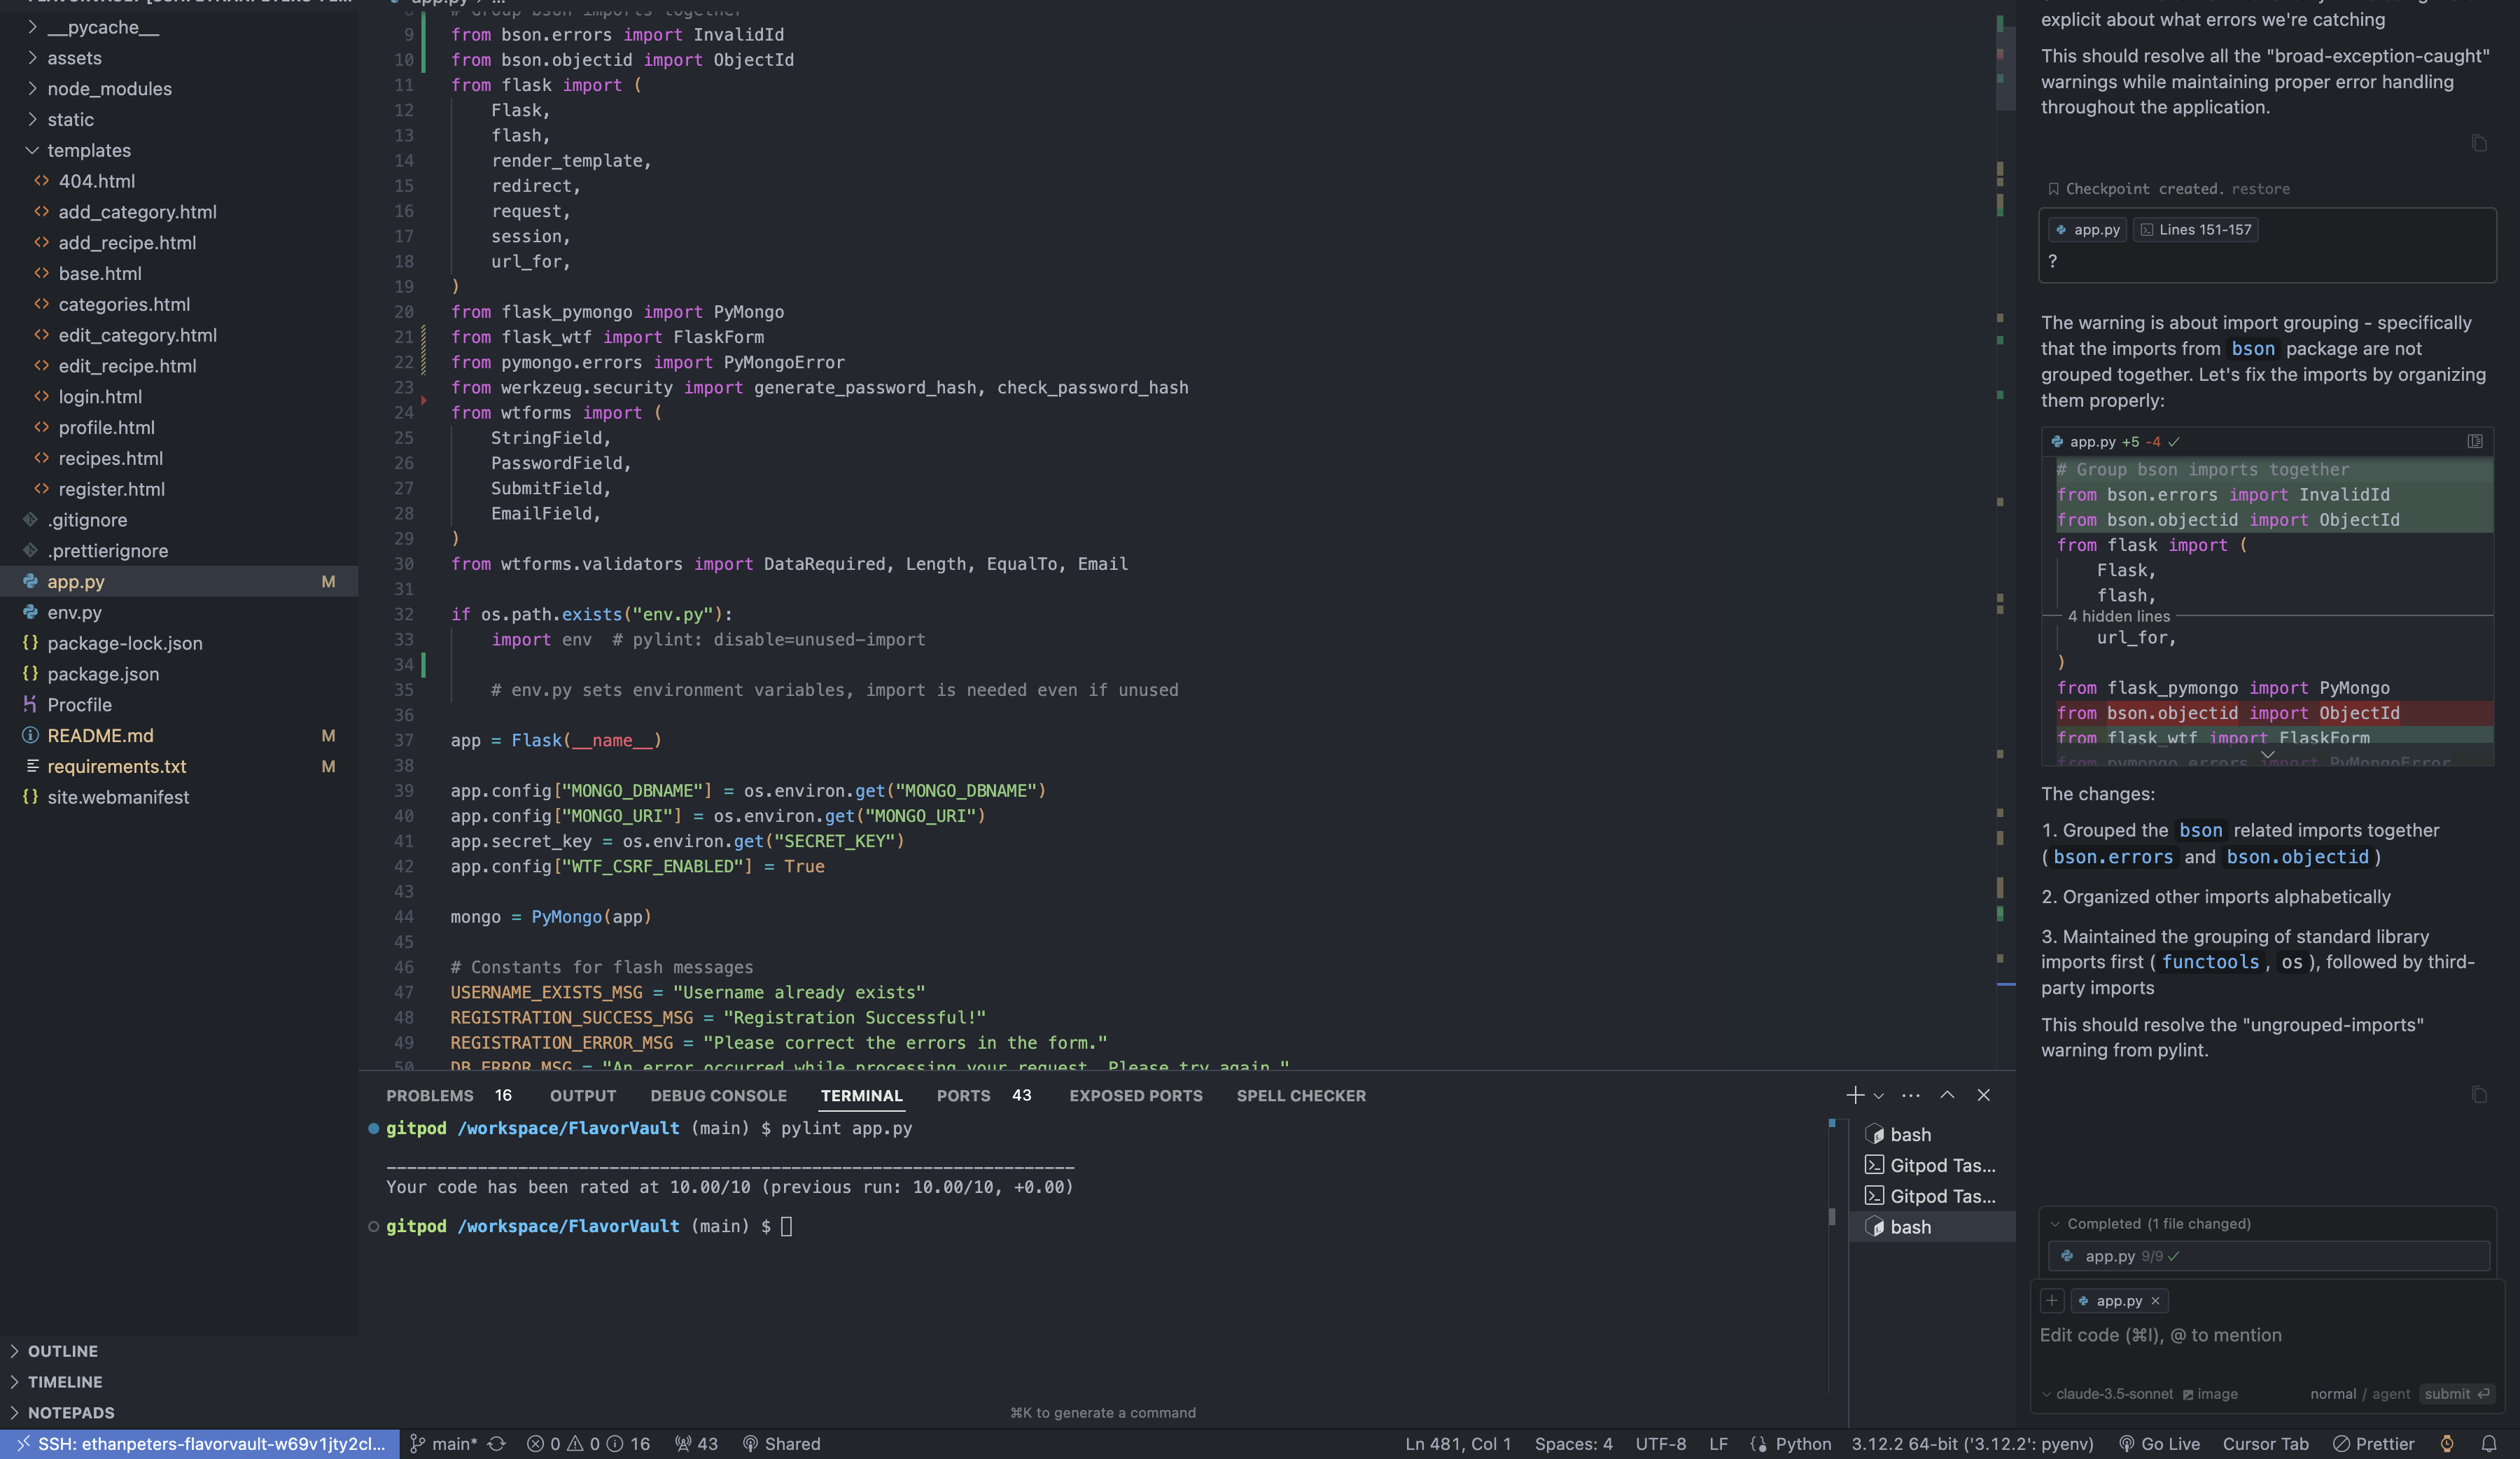 __pycache__
assets
node_modules
static
templates
404.html
add_category.html
add_recipe.html
base.html
categories.html
edit_category.html
edit_recipe.html
login.html
profile.html
recipes.html
register.html
.gitignore
.prettierignore
app.py M
env.py
package-lock.json
package.json
Procfile
README.md M
requirements.txt M
site.webmanifest
OUTLINE
TIMELINE
NOTEPADS
# Group bson imports together
9 from bson.errors import InvalidId
10 from bson.objectid import ObjectId
11 from flask import (
12 Flask,
13 flash,
14 render_template,
15 redirect,
16 request,
17 session,
18 url_for,
19 )
20 from flask_pymongo import PyMongo
21 from flask_wtf import FlaskForm
22 from pymongo.errors import PyMongoError
23 from werkzeug.security import generate_password_hash, check_password_hash
24 from wtforms import (
25 StringField,
26 PasswordField,
27 SubmitField,
28 EmailField,
29 )
30 from wtforms.validators import DataRequired, Length, EqualTo, Email
31
32 if os.path.exists("env.py"):
33 import env # pylint: disable=unused-import
34
35 # env.py sets environment variables, import is needed even if unused
36
37 app = Flask(__name__)
38
39 app.config["MONGO_DBNAME"] = os.environ.get("MONGO_DBNAME")
40 app.config["MONGO_URI"] = os.environ.get("MONGO_URI")
41 app.secret_key = os.environ.get("SECRET_KEY")
42 app.config["WTF_CSRF_ENABLED"] = True
43
44 mongo = PyMongo(app)
45
46 # Constants for flash messages
47 USERNAME_EXISTS_MSG = "Username already exists"
48 REGISTRATION_SUCCESS_MSG = "Registration Successful!"
49 REGISTRATION_ERROR_MSG = "Please correct the errors in the form."
50 DB_ERROR_MSG = "An error occurred while processing your request. Please try again."
PROBLEMS 16 OUTPUT DEBUG CONSOLE TERMINAL PORTS 43 EXPOSED PORTS SPELL CHECKER
gitpod /workspace/FlavorVault (main) $ pylint app.py
--------------------------------------------------------------------
Your code has been rated at 10.00/10 (previous run: 10.00/10, +0.00)
gitpod /workspace/FlavorVault (main) $
bash
Gitpod Tas...
Gitpod Tas...
bash
⌘K to generate a command
explicit about what errors we're catching
This should resolve all the "broad-exception-caught"
warnings while maintaining proper error handling
throughout the application.
Checkpoint created. restore
app.py Lines 151-157
?
The warning is about import grouping - specifically
that the imports from bson package are not
grouped together. Let's fix the imports by organizing
them properly:
app.py +5 -4
# Group bson imports together
from bson.errors import InvalidId
from bson.objectid import ObjectId
from flask import (
Flask,
flash,
4 hidden lines
url_for,
)
from flask_pymongo import PyMongo
from bson.objectid import ObjectId
from flask_wtf import FlaskForm
from pymongo.errors import PyMongoError
The changes:
1. Grouped the bson related imports together
(bson.errors and bson.objectid)
2. Organized other imports alphabetically
3. Maintained the grouping of standard library
imports first (functools, os), followed by third-
party imports
This should resolve the "ungrouped-imports"
warning from pylint.
Completed (1 file changed)
app.py 9/9
app.py
Edit code (⌘I), @ to mention
claude-3.5-sonnet image normal / agent submit
SSH: ethanpeters-flavorvault-w69v1jty2cl... main* 0 0 16 43 Shared Ln 481, Col 1 Spaces: 4 UTF-8 LF Python 3.12.2 64-bit ('3.12.2': pyenv) Go Live Cursor Tab Prettier